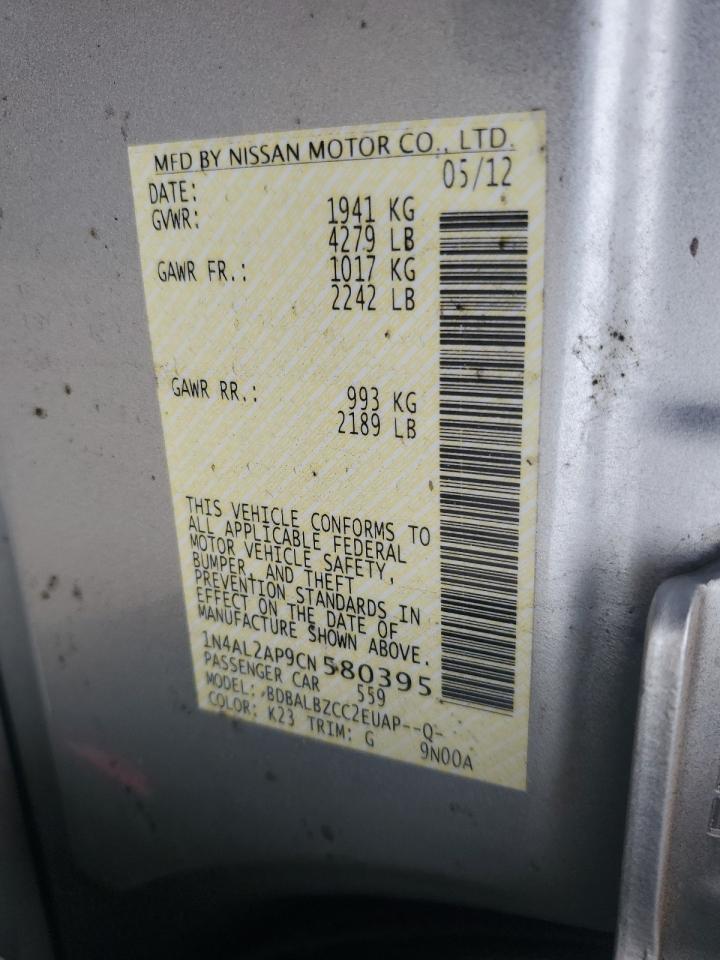 MFD BY NISSAN MOTOR CO., LTD.
DATE: 05/12
GVWR: 1941 KG
4279 LB
GAWR FR.: 1017 KG
2242 LB
GAWR RR.: 993 KG
2189 LB
THIS VEHICLE CONFORMS TO
ALL APPLICABLE FEDERAL
MOTOR VEHICLE SAFETY,
BUMPER, AND THEFT
PREVENTION STANDARDS IN
EFFECT ON THE DATE OF
MANUFACTURE SHOWN ABOVE.
1N4AL2AP9CN580395
PASSENGER CAR 559
MODEL: BDBALBZCC2EUAP--Q-
COLOR: K23 TRIM: G 9N00A